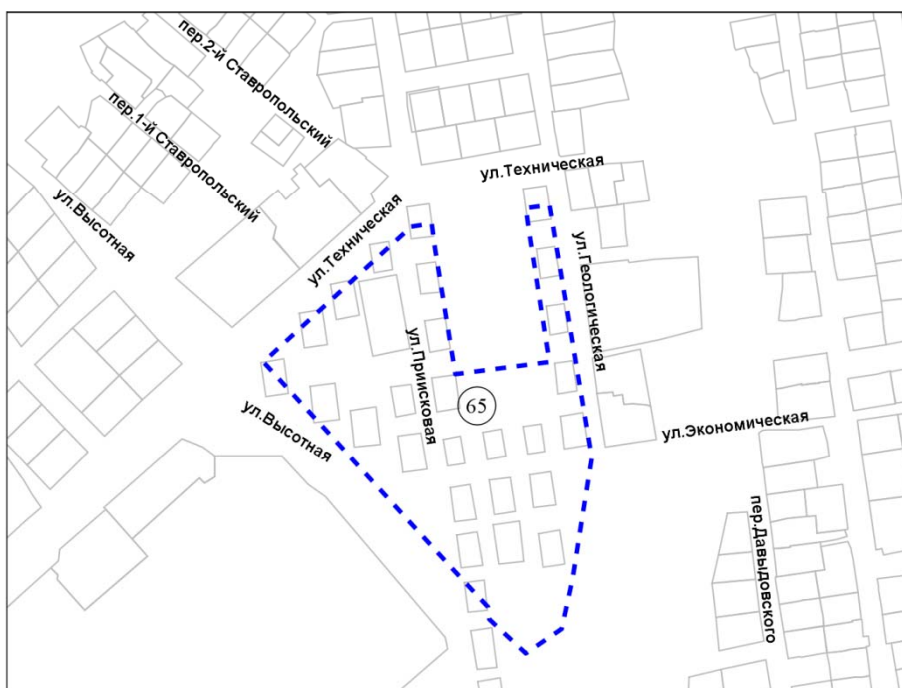 пер.2-й Ставропольский
пер.1-й Ставропольский
ул.Техническая
ул.Высотная
ул.Техническая
ул.Геологическая
ул.Приисковая
65
ул.Высотная
ул.Экономическая
пер.Давыдовского